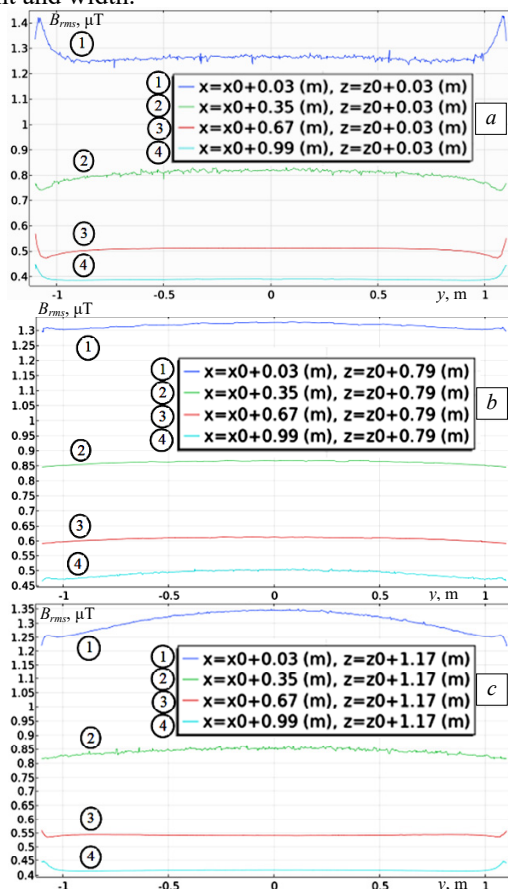 nt and width.
Brms, μT
1.4
1.3
1.2
1.1
1
0.9
0.8
0.7
0.6
0.5
0.4
1
2
3
4
1 x=x0+0.03 (m), z=z0+0.03 (m)
2 x=x0+0.35 (m), z=z0+0.03 (m)
3 x=x0+0.67 (m), z=z0+0.03 (m)
4 x=x0+0.99 (m), z=z0+0.03 (m)
a
-1 -0.5 0 0.5 1
y, m
Brms, μT
1.3
1.25
1.2
1.15
1.1
1.05
1
0.95
0.9
0.85
0.8
0.75
0.7
0.65
0.6
0.55
0.5
0.45
1
2
3
4
1 x=x0+0.03 (m), z=z0+0.79 (m)
2 x=x0+0.35 (m), z=z0+0.79 (m)
3 x=x0+0.67 (m), z=z0+0.79 (m)
4 x=x0+0.99 (m), z=z0+0.79 (m)
b
-1 -0.5 0 0.5 1
y, m
Brms, μT
1.35
1.3
1.25
1.2
1.15
1.1
1.05
1
0.95
0.9
0.85
0.8
0.75
0.7
0.65
0.6
0.55
0.5
0.45
0.4
1
2
3
4
1 x=x0+0.03 (m), z=z0+1.17 (m)
2 x=x0+0.35 (m), z=z0+1.17 (m)
3 x=x0+0.67 (m), z=z0+1.17 (m)
4 x=x0+0.99 (m), z=z0+1.17 (m)
c
-1 -0.5 0 0.5 1
y, m